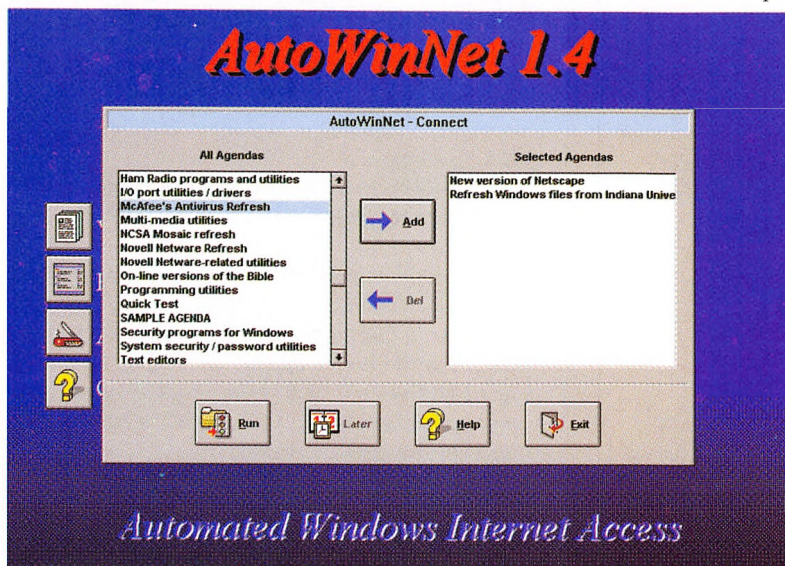 AutoWinNet 1.4
AutoWinNet - Connect
All Agendas
Selected Agendas
Ham Radio programs and utilities
I/O port utilities / drivers
McAfee's Antivirus Refresh
Multi-media utilities
NCSA Mosaic refresh
Novell Netware Refresh
Novell Netware-related utilities
On-line versions of the Bible
Programming utilities
Quick Test
SAMPLE AGENDA
Security programs for Windows
System security / password utilities
Text editors
New version of Netscape
Refresh Windows files from Indiana Unive
Add
Del
Run
Later
Help
Exit
Automated Windows Internet Access